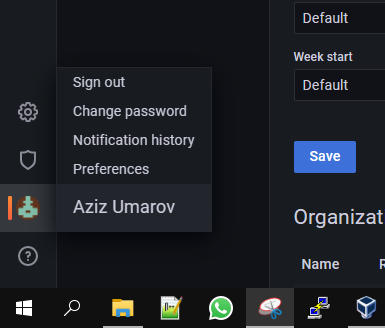 Default
Week start
Default
Sign out
Change password
Notification history
Preferences
Aziz Umarov
Save
Organizat
Name